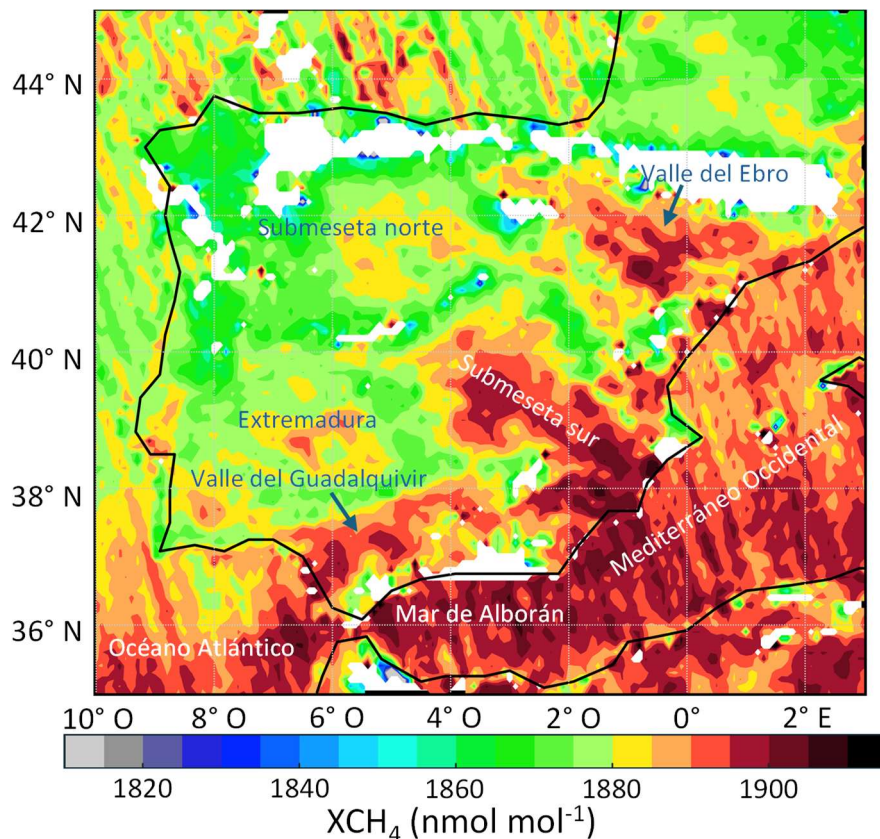 44° N
Valle del Ebro
42° N
Submeseta norte
40° N
Submeseta sur
Extremadura
Valle del Guadalquivir
38° N
Mediterráneo Occidental
Mar de Alborán
36° N
Océano Atlántico
10° O 8° O 6° O 4° O 2° O 0° 2° E
1820 1840 1860 1880 1900
XCH₄ (nmol mol⁻¹)